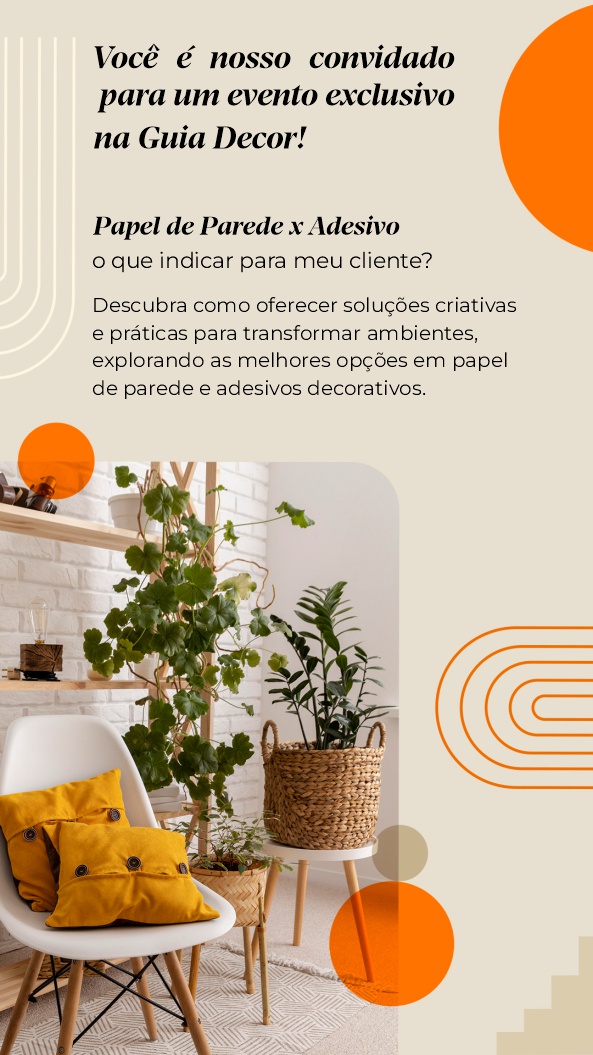 Você é nosso convidado
para um evento exclusivo
na Guia Decor!
Papel de Parede x Adesivo
o que indicar para meu cliente?
Descubra como oferecer soluções criativas
e práticas para transformar ambientes,
explorando as melhores opções em papel
de parede e adesivos decorativos.